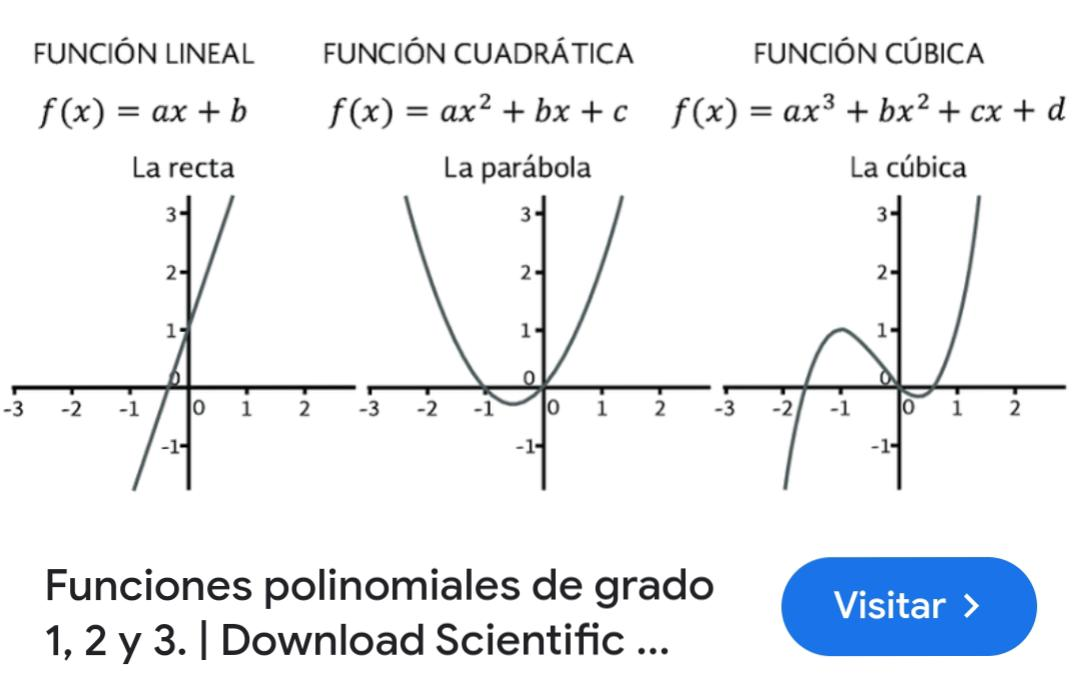 FUNCIÓN LINEAL
f(x) = ax + b
La recta
3
2
1
0
-3 -2 -1 0 1 2
-1
FUNCIÓN CUADRÁTICA
f(x) = ax² + bx + c
La parábola
3
2
1
0
-3 -2 -1 0 1 2
-1
FUNCIÓN CÚBICA
f(x) = ax³ + bx² + cx + d
La cúbica
3
2
1
0
-3 -2 -1 0 1 2
-1
Funciones polinomiales de grado
1, 2 y 3. | Download Scientific ...
Visitar >